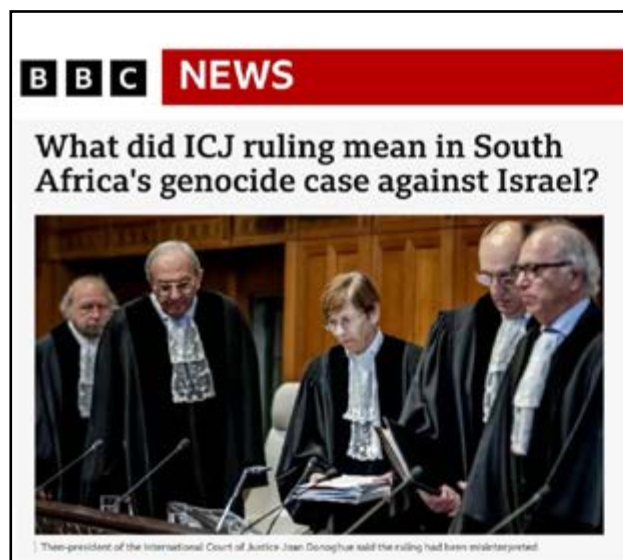 BBC NEWS
What did ICJ ruling mean in South
Africa's genocide case against Israel?
Then-president of the International Court of Justice Joan Donoghue said the ruling had been misinterpreted